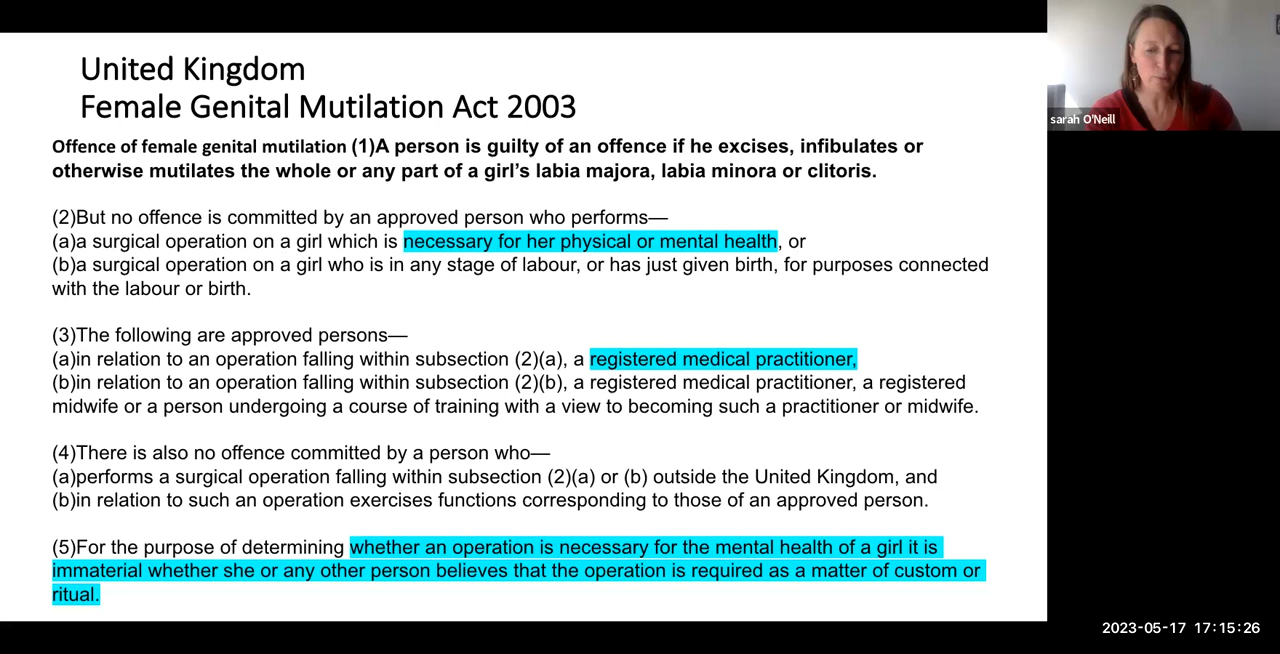 United Kingdom
Female Genital Mutilation Act 2003
Offence of female genital mutilation (1)A person is guilty of an offence if he excises, infibulates or
otherwise mutilates the whole or any part of a girl’s labia majora, labia minora or clitoris.
(2)But no offence is committed by an approved person who performs—
(a)a surgical operation on a girl which is necessary for her physical or mental health, or
(b)a surgical operation on a girl who is in any stage of labour, or has just given birth, for purposes connected
with the labour or birth.
(3)The following are approved persons—
(a)in relation to an operation falling within subsection (2)(a), a registered medical practitioner,
(b)in relation to an operation falling within subsection (2)(b), a registered medical practitioner, a registered
midwife or a person undergoing a course of training with a view to becoming such a practitioner or midwife.
(4)There is also no offence committed by a person who—
(a)performs a surgical operation falling within subsection (2)(a) or (b) outside the United Kingdom, and
(b)in relation to such an operation exercises functions corresponding to those of an approved person.
(5)For the purpose of determining whether an operation is necessary for the mental health of a girl it is
immaterial whether she or any other person believes that the operation is required as a matter of custom or
ritual.
sarah O'Neill
2023-05-17 17:15:26